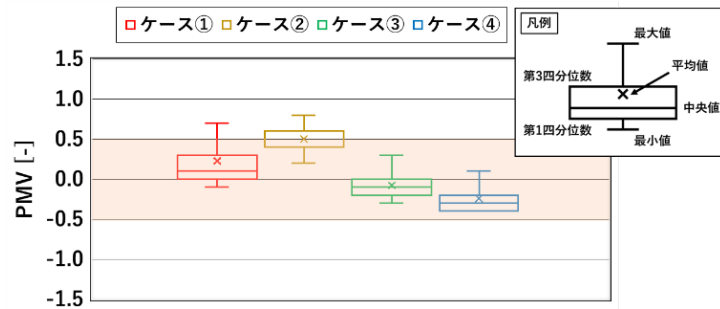 ケース① ケース② ケース③ ケース④
凡例
最大値
平均値
第3四分位数
中央値
第1四分位数
最小値
PMV [-]
1.5
1.0
0.5
0.0
-0.5
-1.0
-1.5